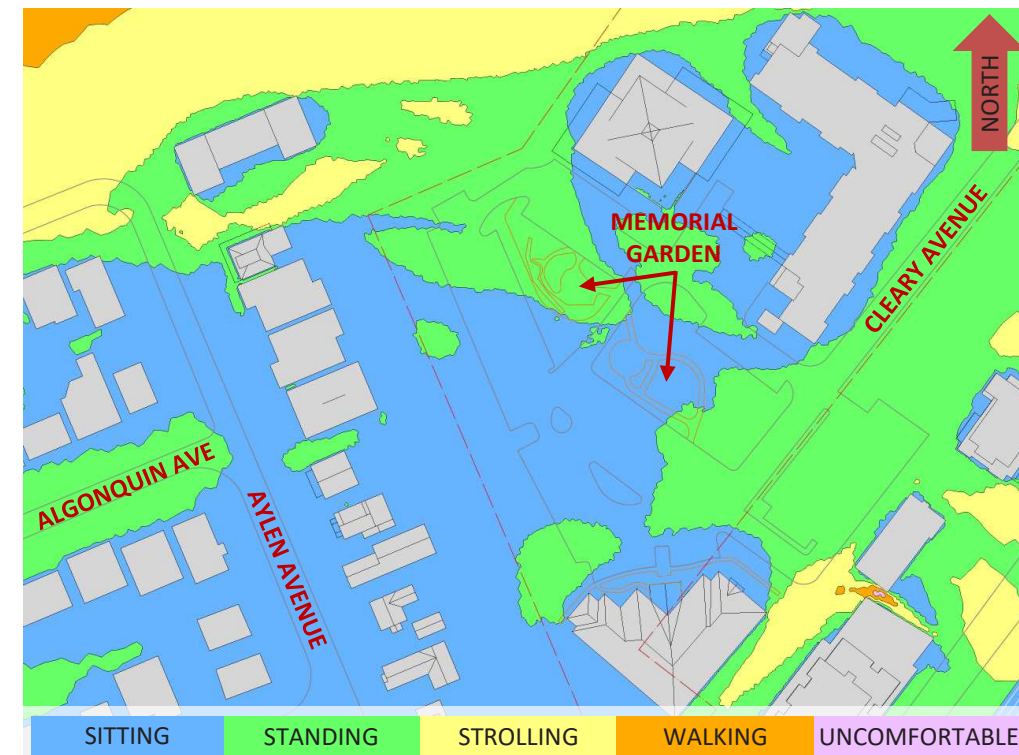 NORTH
MEMORIAL
GARDEN
CLEARY AVENUE
ALGONQUIN AVE
AYLEN AVENUE
SITTING
STANDING
STROLLING
WALKING
UNCOMFORTABLE